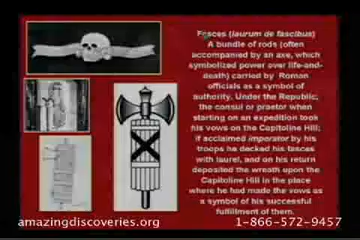 Fasces (laurum de fascibus)
A bundle of rods (often
accompanied by an axe, which
symbolized power over life-and-
death) carried by Roman
officials as a symbol of
authority. Under the Republic,
the consul or praetor when
starting on an expedition took
his vows on the Capitoline Hill;
if acclaimed imperator by his
troops he decked his fasces
with laurel, and on his return
deposited the wreath upon the
Capitoline Hill in the place
where he had made the vows as
a symbol of his successful
fulfillment of them.
amazingdiscoveries.org
1-866-572-9457